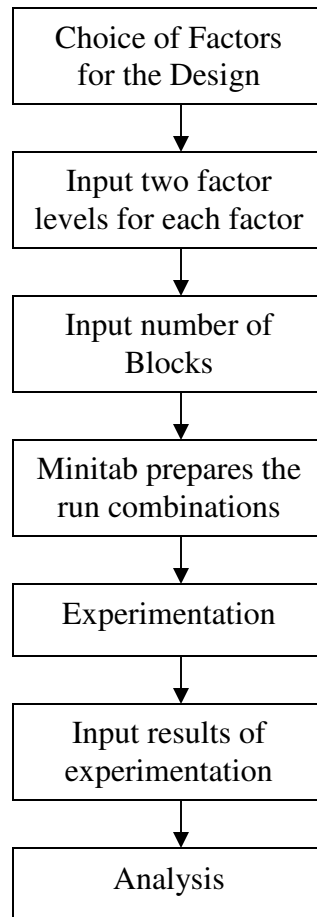 Choice of Factors
for the Design
Input two factor
levels for each factor
Input number of
Blocks
Minitab prepares the
run combinations
Experimentation
Input results of
experimentation
Analysis